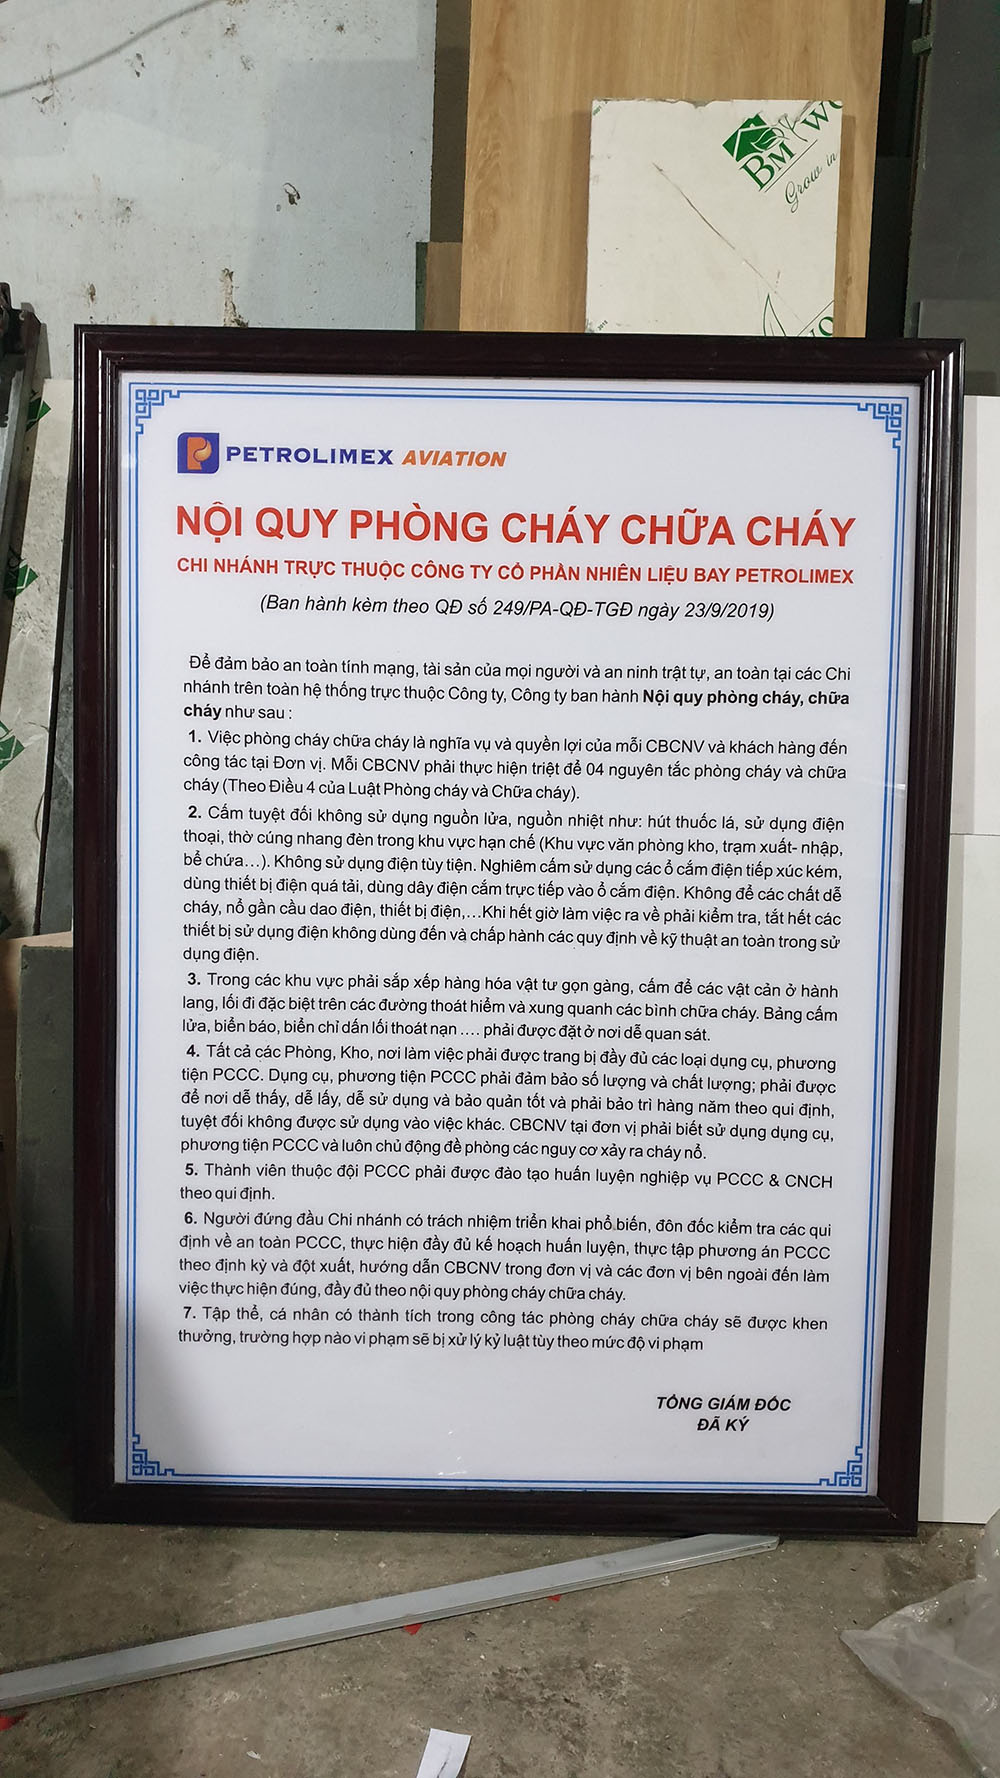 BM WO
Grow in
WO
PETROLIMEX AVIATION
NỘI QUY PHÒNG CHÁY CHỮA CHÁY
CHI NHÁNH TRỰC THUỘC CÔNG TY CỔ PHẦN NHIÊN LIỆU BAY PETROLIMEX
(Ban hành kèm theo QĐ số 249/PA-QĐ-TGĐ ngày 23/9/2019)
Để đảm bảo an toàn tính mạng, tài sản của mọi người và an ninh trật tự, an toàn tại các Chi
nhánh trên toàn hệ thống trực thuộc Công ty, Công ty ban hành Nội quy phòng cháy, chữa
cháy như sau :
1. Việc phòng cháy chữa cháy là nghĩa vụ và quyền lợi của mỗi CBCNV và khách hàng đến
công tác tại Đơn vị. Mỗi CBCNV phải thực hiện triệt để 04 nguyên tắc phòng cháy và chữa
cháy (Theo Điều 4 của Luật Phòng cháy và Chữa cháy).
2. Cấm tuyệt đối không sử dụng nguồn lửa, nguồn nhiệt như: hút thuốc lá, sử dụng điện
thoại, thờ cúng nhang đèn trong khu vực hạn chế (Khu vực văn phòng kho, trạm xuất- nhập,
bể chứa…). Không sử dụng điện tùy tiện. Nghiêm cấm sử dụng các ổ cắm điện tiếp xúc kém,
dùng thiết bị điện quá tải, dùng dây điện cắm trực tiếp vào ổ cắm điện. Không để các chất dễ
cháy, nổ gần cầu dao điện, thiết bị điện,…Khi hết giờ làm việc ra về phải kiểm tra, tắt hết các
thiết bị sử dụng điện không dùng đến và chấp hành các quy định về kỹ thuật an toàn trong sử
dụng điện.
3. Trong các khu vực phải sắp xếp hàng hóa vật tư gọn gàng, cấm để các vật cản ở hành
lang, lối đi đặc biệt trên các đường thoát hiểm và xung quanh các bình chữa cháy. Bảng cấm
lửa, biển báo, biển chỉ dẫn lối thoát nạn …. phải được đặt ở nơi dễ quan sát.
4. Tất cả các Phòng, Kho, nơi làm việc phải được trang bị đầy đủ các loại dụng cụ, phương
tiện PCCC. Dụng cụ, phương tiện PCCC phải đảm bảo số lượng và chất lượng; phải được
để nơi dễ thấy, dễ lấy, dễ sử dụng và bảo quản tốt và phải bảo trì hàng năm theo qui định,
tuyệt đối không được sử dụng vào việc khác. CBCNV tại đơn vị phải biết sử dụng dụng cụ,
phương tiện PCCC và luôn chủ động đề phòng các nguy cơ xảy ra cháy nổ.
5. Thành viên thuộc đội PCCC phải được đào tạo huấn luyện nghiệp vụ PCCC & CNCH
theo qui định.
6. Người đứng đầu Chi nhánh có trách nhiệm triển khai phổ biến, đôn đốc kiểm tra các qui
định về an toàn PCCC, thực hiện đầy đủ kế hoạch huấn luyện, thực tập phương án PCCC
theo định kỳ và đột xuất, hướng dẫn CBCNV trong đơn vị và các đơn vị bên ngoài đến làm
việc thực hiện đúng, đầy đủ theo nội quy phòng cháy chữa cháy.
7. Tập thể, cá nhân có thành tích trong công tác phòng cháy chữa cháy sẽ được khen
thưởng, trường hợp nào vi phạm sẽ bị xử lý kỷ luật tùy theo mức độ vi phạm
TỔNG GIÁM ĐỐC
ĐÃ KÝ